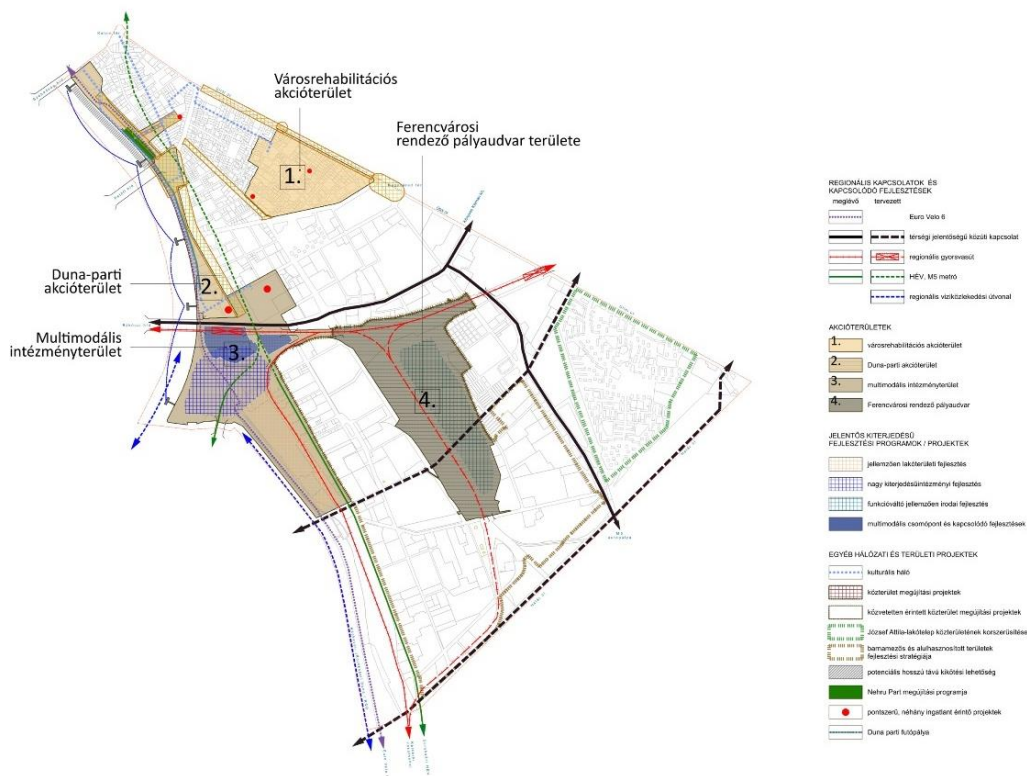 Városrehabilitációs
akcióterület
Ferencvárosi
rendező pályaudvar területe
1.
Duna-parti
akcióterület
2.
Multimodális
intézményterület
3.
4.
REGIONÁLIS KAPCSOLATOK ÉS
KAPCSOLÓDÓ FEJLESZTÉSEK
meglévő tervezett
Euro Velo 6
térségi jelentőségű közúti kapcsolat
regionális gyorsvasút
HÉV, M5 metró
regionális víziközlekedési útvonal
AKCIÓTERÜLETEK
1. városrehabilitációs akcióterület
2. Duna-parti akcióterület
3. multimodális intézményterület
4. Ferencvárosi rendező pályaudvar
JELENTŐS KITERJEDÉSŰ
FEJLESZTÉSI PROGRAMOK / PROJEKTEK
jellemzően lakóterületi fejlesztés
nagy kiterjedésűintézményi fejlesztés
funkcióváltó jellemzően irodai fejlesztés
multimodális csomópont és kapcsolódó fejlesztések
EGYÉB HÁLÓZATI ÉS TERÜLETI PROJEKTEK
kulturális háló
közterület megújítási projektek
közvetetten érintett közterület megújítási projektek
József Attila-lakótelep közterületének korszerűsítése
barnamezős és alulhasznosított területek
fejlesztési stratégiája
potenciális hosszú távú kikötési lehetőség
Nehru Part megújítási programja
pontszerű, néhány ingatlant érintő projektek
Duna parti futópálya